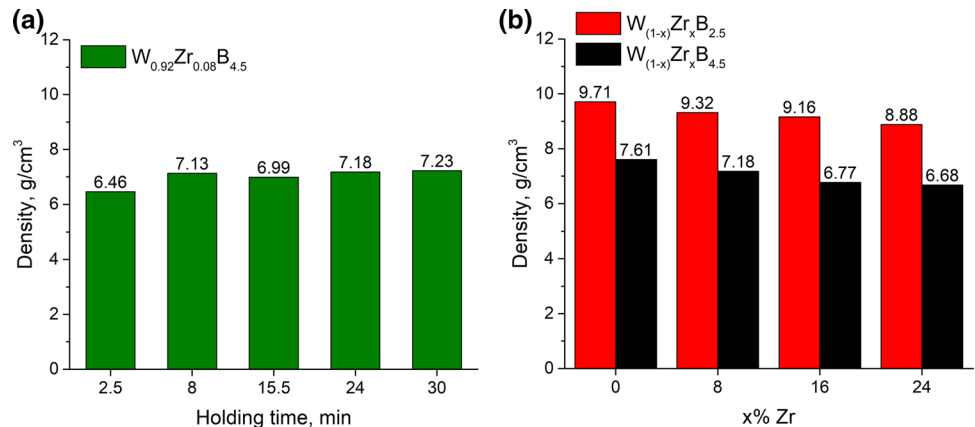 (a)
W0.92Zr0.08B4.5
Density, g/cm3
12
10
8
6
4
2
0
6.46
7.13
6.99
7.18
7.23
2.5 8 15.5 24 30
Holding time, min
(b)
W(1-x)ZrxB2.5
W(1-x)ZrxB4.5
Density, g/cm3
12
10
8
6
4
2
0
9.71
7.61
9.32
7.18
9.16
6.77
8.88
6.68
0 8 16 24
x% Zr